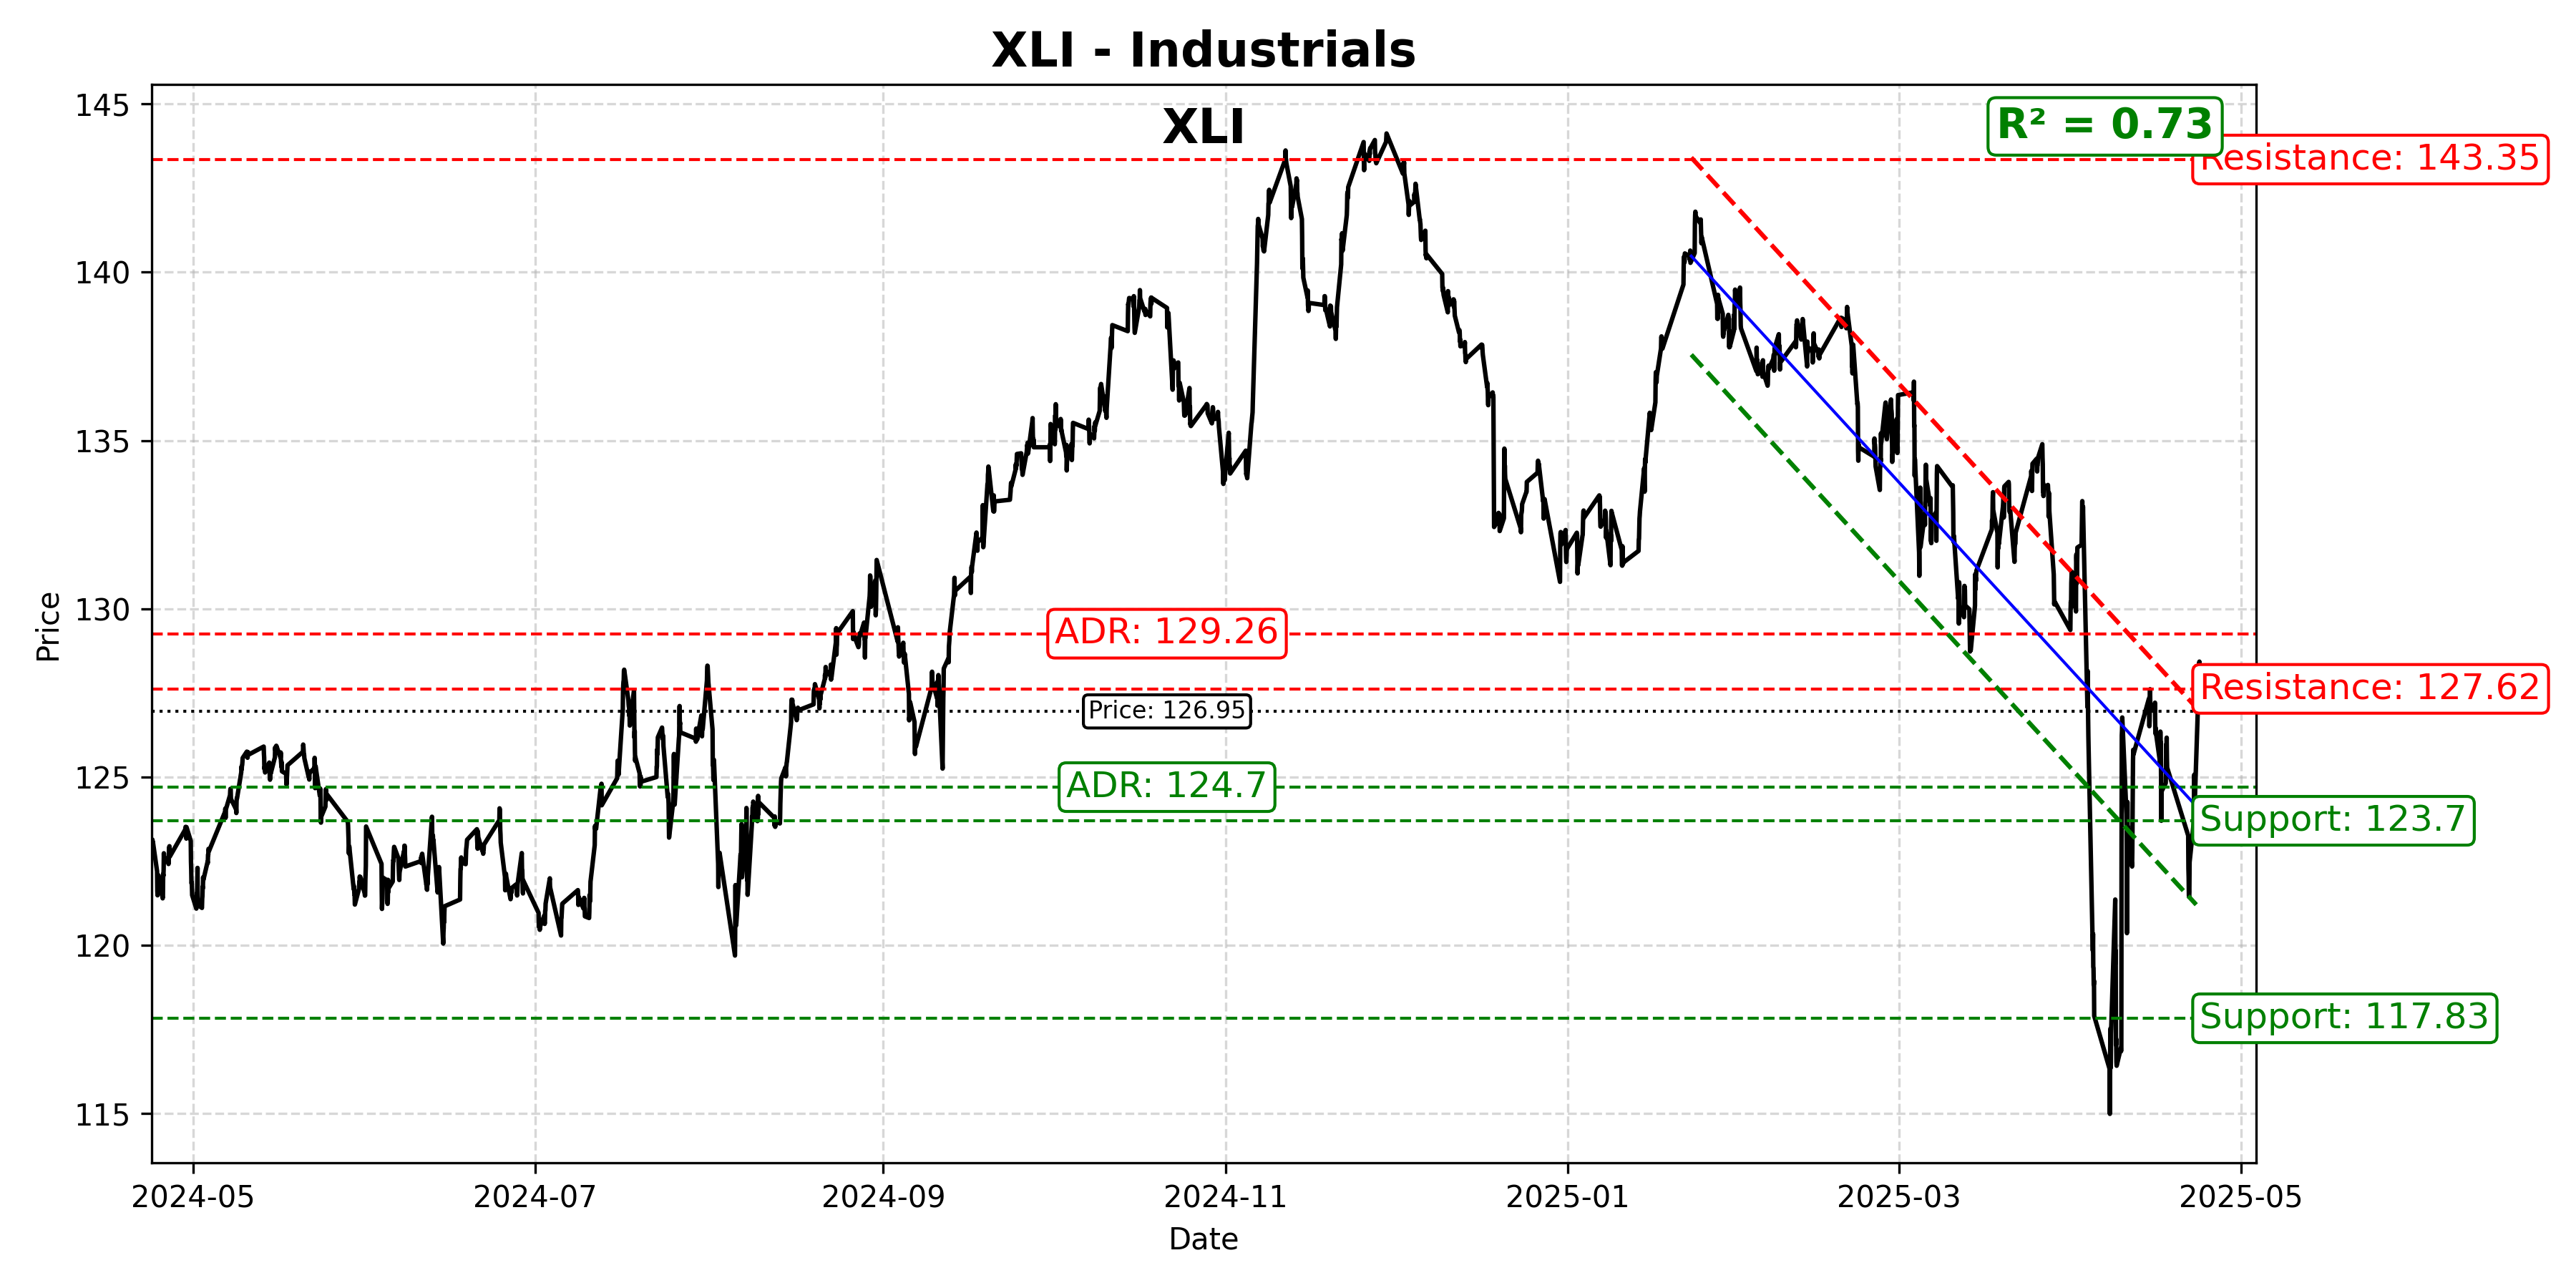 XLI - Industrials
XLI
R² = 0.73
Resistance: 143.35
ADR: 129.26
Resistance: 127.62
Price: 126.95
ADR: 124.7
Support: 123.7
Support: 117.83
Price
145
140
135
130
125
120
115
2024-05 2024-07 2024-09 2024-11 2025-01 2025-03 2025-05
Date